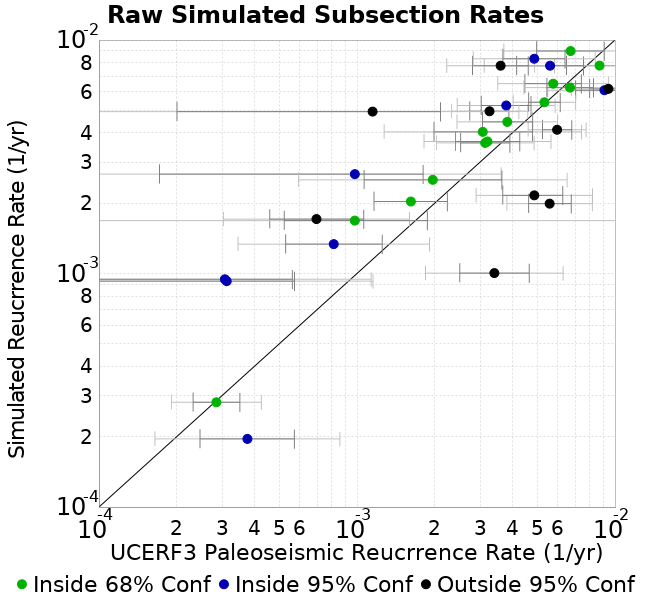 Raw Simulated Subsection Rates
Simulated Reucrrence Rate (1/yr)
10-2
8
6
4
3
2
10-3
8
6
4
3
2
10-4
10-4 2 3 4 5 6 10-3 2 3 4 5 6 10-2
UCERF3 Paleoseismic Reucrrence Rate (1/yr)
Inside 68% Conf Inside 95% Conf Outside 95% Conf